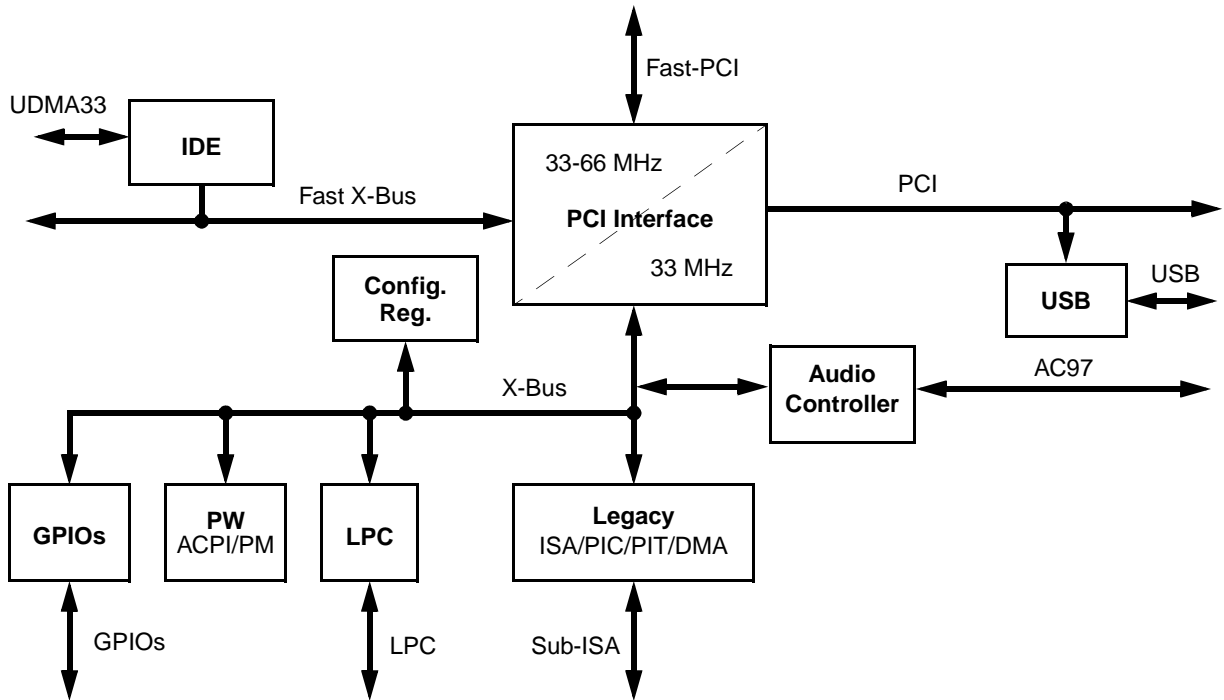 Fast-PCI
UDMA33
IDE
33-66 MHz
PCI
Fast X-Bus
PCI Interface
33 MHz
Config.
Reg.
USB
USB
Audio
Controller
AC97
X-Bus
GPIOs
PW
ACPI/PM
LPC
Legacy
ISA/PIC/PIT/DMA
GPIOs
LPC
Sub-ISA